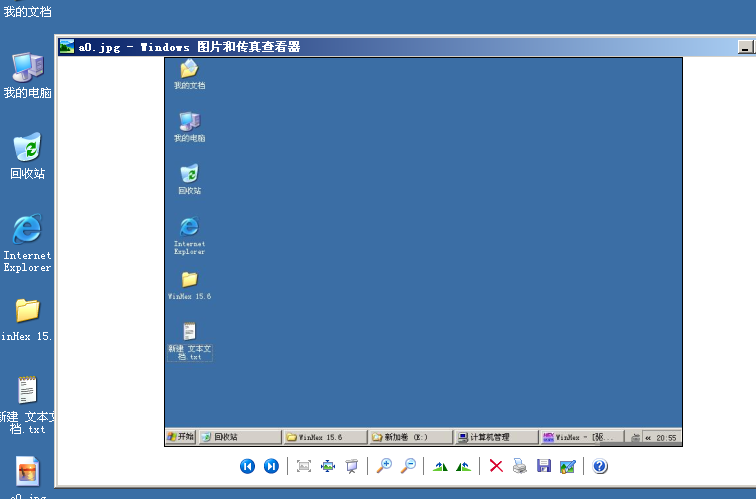 我的文档
我的电脑
回收站
Internet
Explorer
inHex 15.
新建 文本文
档.txt
a0.jpg
a0.jpg - Windows 图片和传真查看器
我的文档
我的电脑
回收站
Internet
Explorer
WinHex 15.6
新建 文本文
档.txt
开始
回收站
WinHex 15.6
新加卷 (E:)
计算机管理
WinHex - [驱...
« 20:55